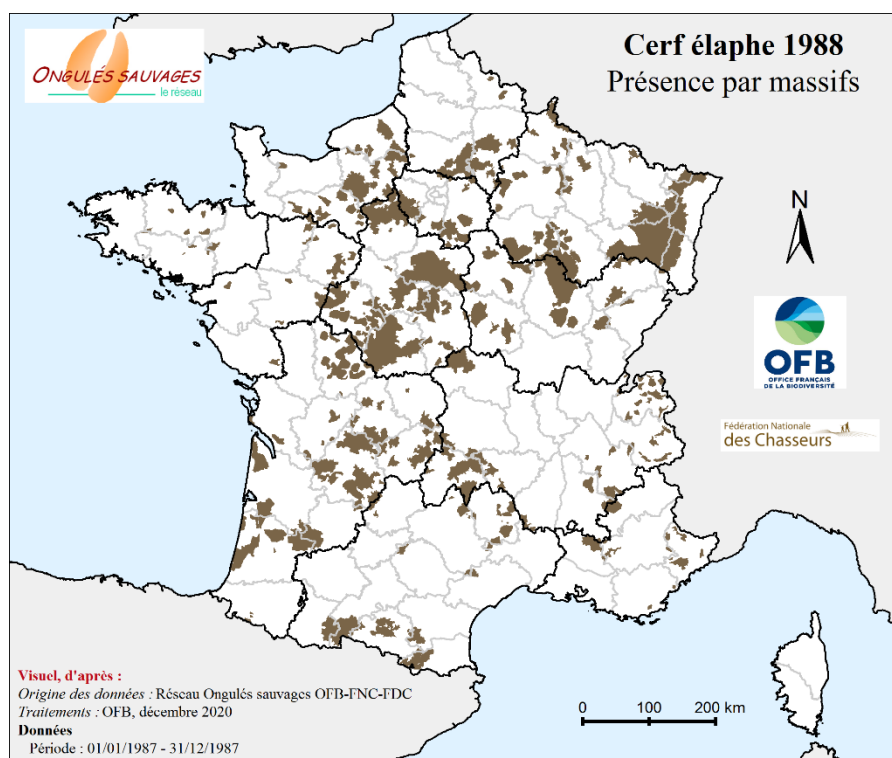 ONGULÉS SAUVAGES
le réseau
Cerf élaphe 1988
Présence par massifs
N
OFB
OFFICE FRANÇAIS
DE LA BIODIVERSITÉ
Fédération Nationale
des Chasseurs
Visuel, d'après :
Origine des données : Réseau Ongulés sauvages OFB-FNC-FDC
Traitements : OFB, décembre 2020
Données
Période : 01/01/1987 - 31/12/1987
0 100 200 km